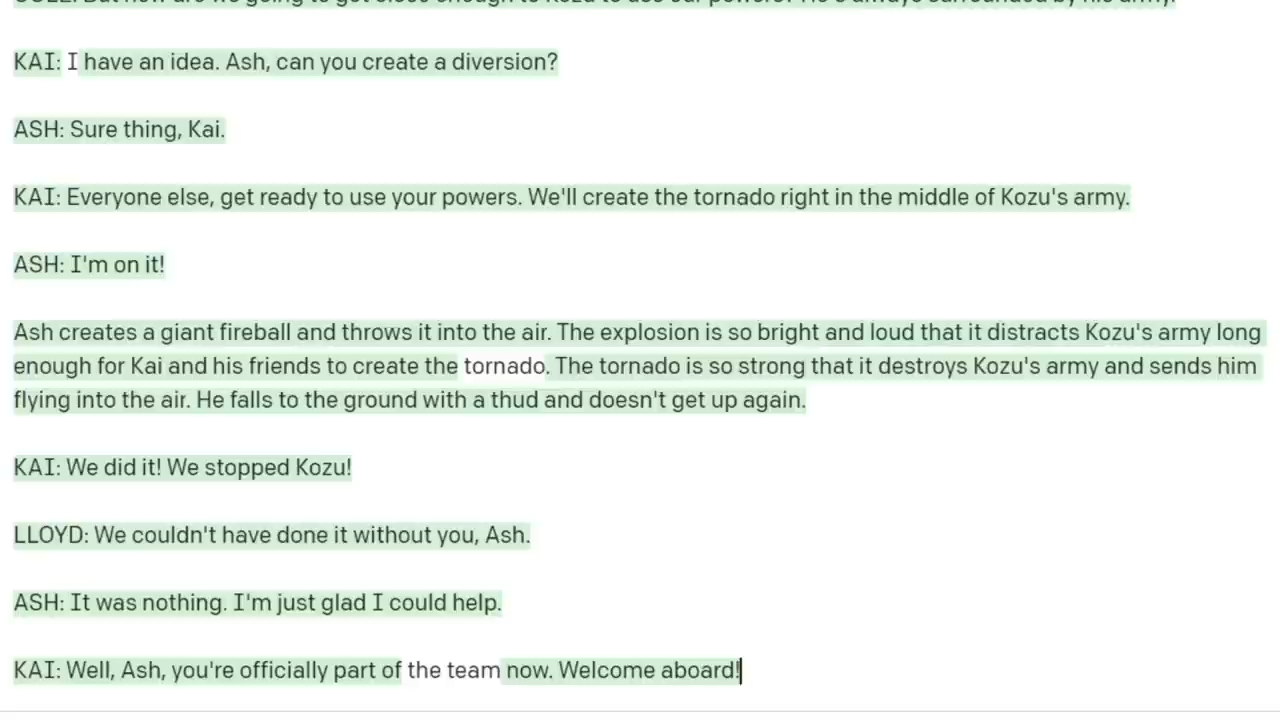 KAI: I have an idea. Ash, can you create a diversion?
ASH: Sure thing, Kai.
KAI: Everyone else, get ready to use your powers. We'll create the tornado right in the middle of Kozu's army.
ASH: I'm on it!
Ash creates a giant fireball and throws it into the air. The explosion is so bright and loud that it distracts Kozu's army long
enough for Kai and his friends to create the tornado. The tornado is so strong that it destroys Kozu's army and sends him
flying into the air. He falls to the ground with a thud and doesn't get up again.
KAI: We did it! We stopped Kozu!
LLOYD: We couldn't have done it without you, Ash.
ASH: It was nothing. I'm just glad I could help.
KAI: Well, Ash, you're officially part of the team now. Welcome aboard!